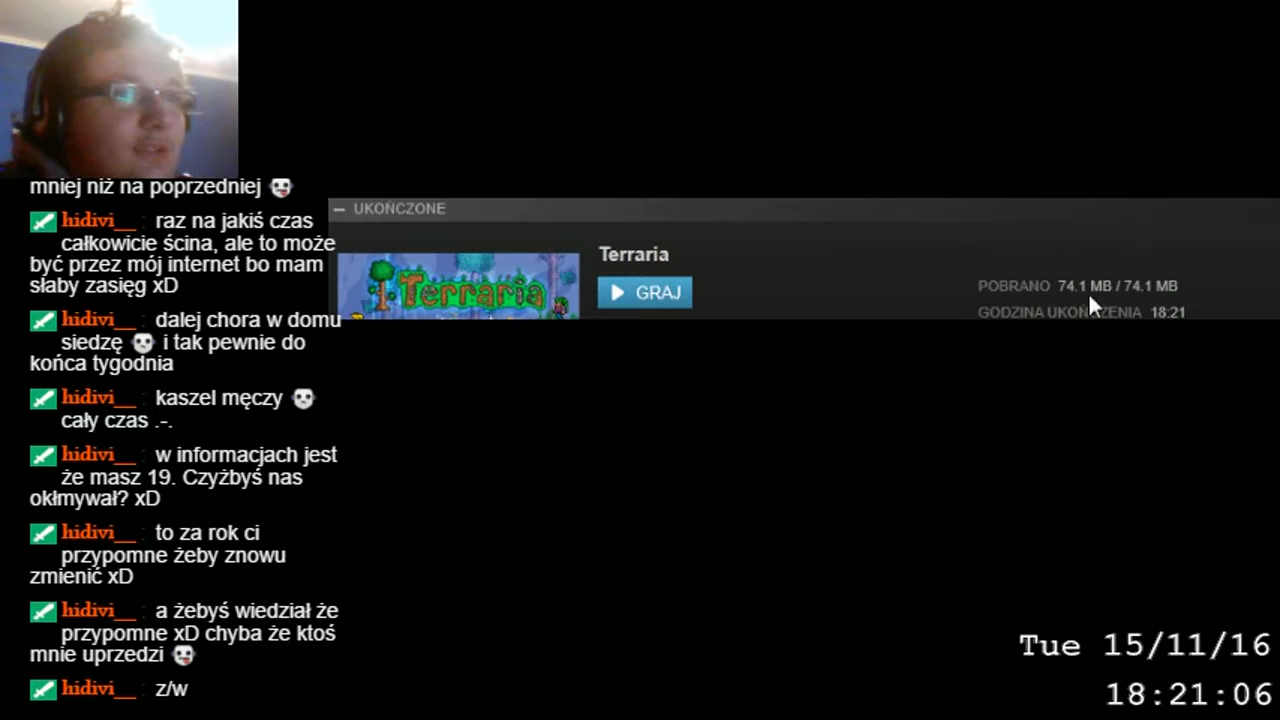 mniej niż na poprzedniej
hidivi__ : raz na jakiś czas
całkowicie ścina, ale to może
być przez mój internet bo mam
słaby zasięg xD
hidivi__ : dalej chora w domu
siedzę i tak pewnie do
końca tygodnia
hidivi__ : kaszel męczy
cały czas .-.
hidivi__ : w informacjach jest
że masz 19. Czyżbyś nas
okłmywał? xD
hidivi__ : to za rok ci
przypomne żeby znowu
zmienić xD
hidivi__ : a żebyś wiedział że
przypomne xD chyba że ktoś
mnie uprzedzi
hidivi__ : z/w
– UKOŃCZONE
Terraria
Terraria
GRAJ
POBRANO 74.1 MB / 74.1 MB
GODZINA UKOŃCZENIA 18:21
Tue 15/11/16
18:21:06